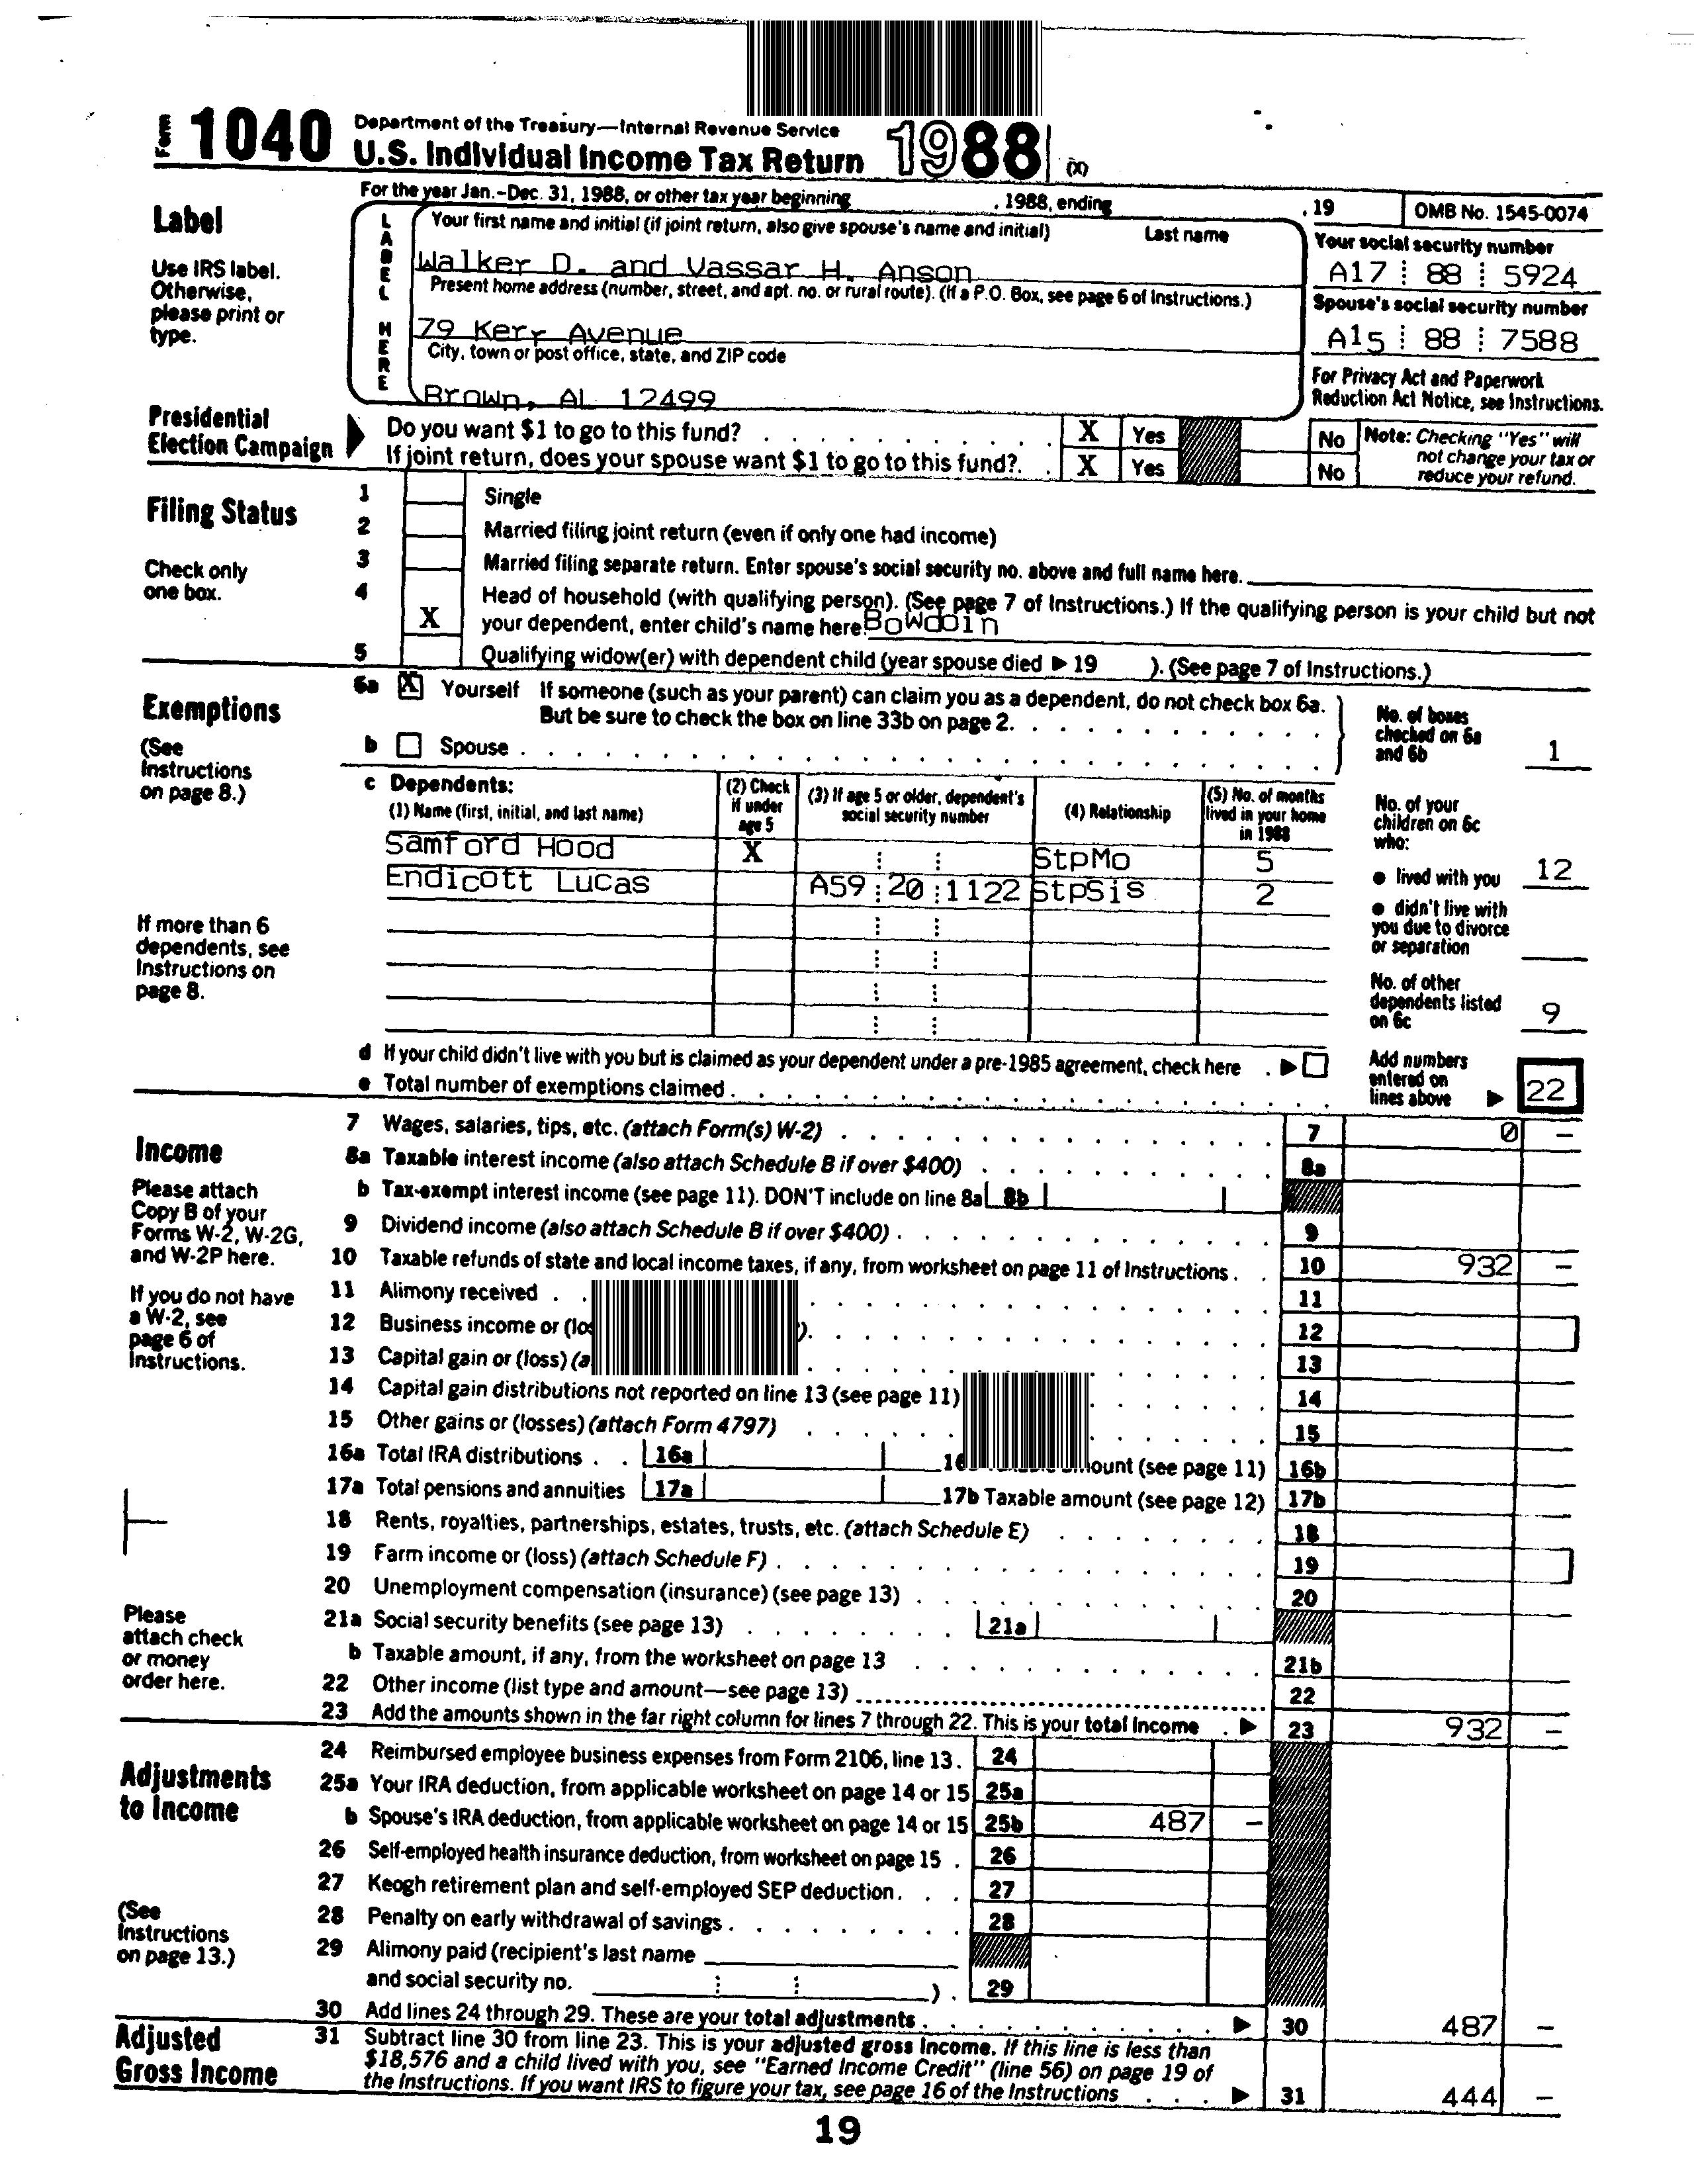 Form 1040 Department of the Treasury—Internal Revenue Service
U.S. Individual Income Tax Return 1988 (X)
For the year Jan.-Dec. 31, 1988, or other tax year beginning , 1988, ending , 19 OMB No. 1545-0074
Label
Use IRS label. Otherwise, please print or type.
LABEL HERE
Your first name and initial (if joint return, also give spouse's name and initial) Last name
Walker D. and Vassar H. Anson
Your social security number
A17 88 5924
Present home address (number, street, and apt. no. or rural route). (If a P.O. Box, see page 6 of Instructions.)
79 Kerr Avenue
Spouse's social security number
A15 88 7588
City, town or post office, state, and ZIP code
Brown, AL 12499
For Privacy Act and Paperwork Reduction Act Notice, see Instructions.
Presidential Election Campaign
Do you want $1 to go to this fund? X Yes No
If joint return, does your spouse want $1 to go to this fund?. X Yes No
Note: Checking "Yes" will not change your tax or reduce your refund.
Filing Status
Check only one box.
1 Single
2 Married filing joint return (even if only one had income)
3 Married filing separate return. Enter spouse's social security no. above and full name here.
4 X Head of household (with qualifying person). (See page 7 of Instructions.) If the qualifying person is your child but not
your dependent, enter child's name here. Bowdoin
5 Qualifying widow(er) with dependent child (year spouse died ▶ 19 ). (See page 7 of Instructions.)
Exemptions
(See Instructions on page 8.)
6a X Yourself If someone (such as your parent) can claim you as a dependent, do not check box 6a.
But be sure to check the box on line 33b on page 2.
b Spouse
No. of boxes checked on 6a and 6b 1
c Dependents:
(1) Name (first, initial, and last name)
(2) Check if under age 5
(3) If age 5 or older, dependent's social security number
(4) Relationship
(5) No. of months lived in your home in 1988
Samford Hood X StpMo 5
Endicott Lucas A59 20 1122 StpSis 2
No. of your children on 6c who:
● lived with you 12
● didn't live with you due to divorce or separation
No. of other dependents listed on 6c 9
If more than 6 dependents, see Instructions on page 8.
d If your child didn't live with you but is claimed as your dependent under a pre-1985 agreement, check here ▶
e Total number of exemptions claimed
Add numbers entered on lines above ▶ 22
Income
Please attach Copy B of your Forms W-2, W-2G, and W-2P here.
If you do not have a W-2, see page 6 of Instructions.
Please attach check or money order here.
7 Wages, salaries, tips, etc. (attach Form(s) W-2) 7 0 —
8a Taxable interest income (also attach Schedule B if over $400) 8a
b Tax-exempt interest income (see page 11). DON'T include on line 8a 8b
9 Dividend income (also attach Schedule B if over $400) 9
10 Taxable refunds of state and local income taxes, if any, from worksheet on page 11 of Instructions. 10 932 —
11 Alimony received 11
12 Business income or (los ). 12
13 Capital gain or (loss) (a 13
14 Capital gain distributions not reported on line 13 (see page 11) 14
15 Other gains or (losses) (attach Form 4797) 15
16a Total IRA distributions 16a ount (see page 11) 16b
17a Total pensions and annuities 17a 17b Taxable amount (see page 12) 17b
18 Rents, royalties, partnerships, estates, trusts, etc. (attach Schedule E) 18
19 Farm income or (loss) (attach Schedule F) 19
20 Unemployment compensation (insurance) (see page 13) 20
21a Social security benefits (see page 13) 21a
b Taxable amount, if any, from the worksheet on page 13 21b
22 Other income (list type and amount—see page 13) 22
23 Add the amounts shown in the far right column for lines 7 through 22. This is your total income ▶ 23 932 —
Adjustments to Income
(See Instructions on page 13.)
24 Reimbursed employee business expenses from Form 2106, line 13. 24
25a Your IRA deduction, from applicable worksheet on page 14 or 15 25a
b Spouse's IRA deduction, from applicable worksheet on page 14 or 15 25b 487 —
26 Self-employed health insurance deduction, from worksheet on page 15 26
27 Keogh retirement plan and self-employed SEP deduction. 27
28 Penalty on early withdrawal of savings 28
29 Alimony paid (recipient's last name
and social security no. ). 29
30 Add lines 24 through 29. These are your total adjustments ▶ 30 487 —
Adjusted Gross Income
31 Subtract line 30 from line 23. This is your adjusted gross income. If this line is less than
$18,576 and a child lived with you, see "Earned Income Credit" (line 56) on page 19 of
the Instructions. If you want IRS to figure your tax, see page 16 of the Instructions ▶ 31 444 —
19